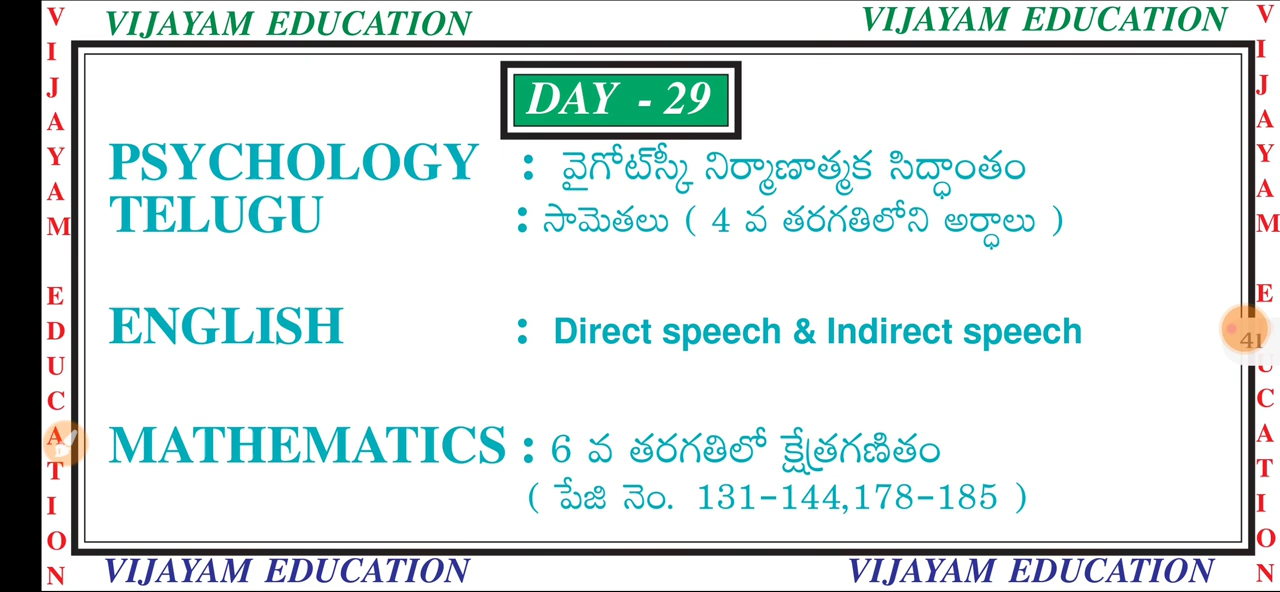 VIJAYAM EDUCATION
VIJAYAM EDUCATION
VIJAYAM EDUCATION
DAY - 29
PSYCHOLOGY : వైగోట్‌స్కీ నిర్మాణాత్మక సిద్ధాంతం
TELUGU : సామెతలు ( 4 వ తరగతిలోని అర్ధాలు )
ENGLISH : Direct speech & Indirect speech
MATHEMATICS : 6 వ తరగతిలో క్షేత్రగణితం
( పేజి నెం. 131-144,178-185 )
41
VIJAYAM EDUCATION
VIJAYAM EDUCATION
VIJAYAM EDUCATION